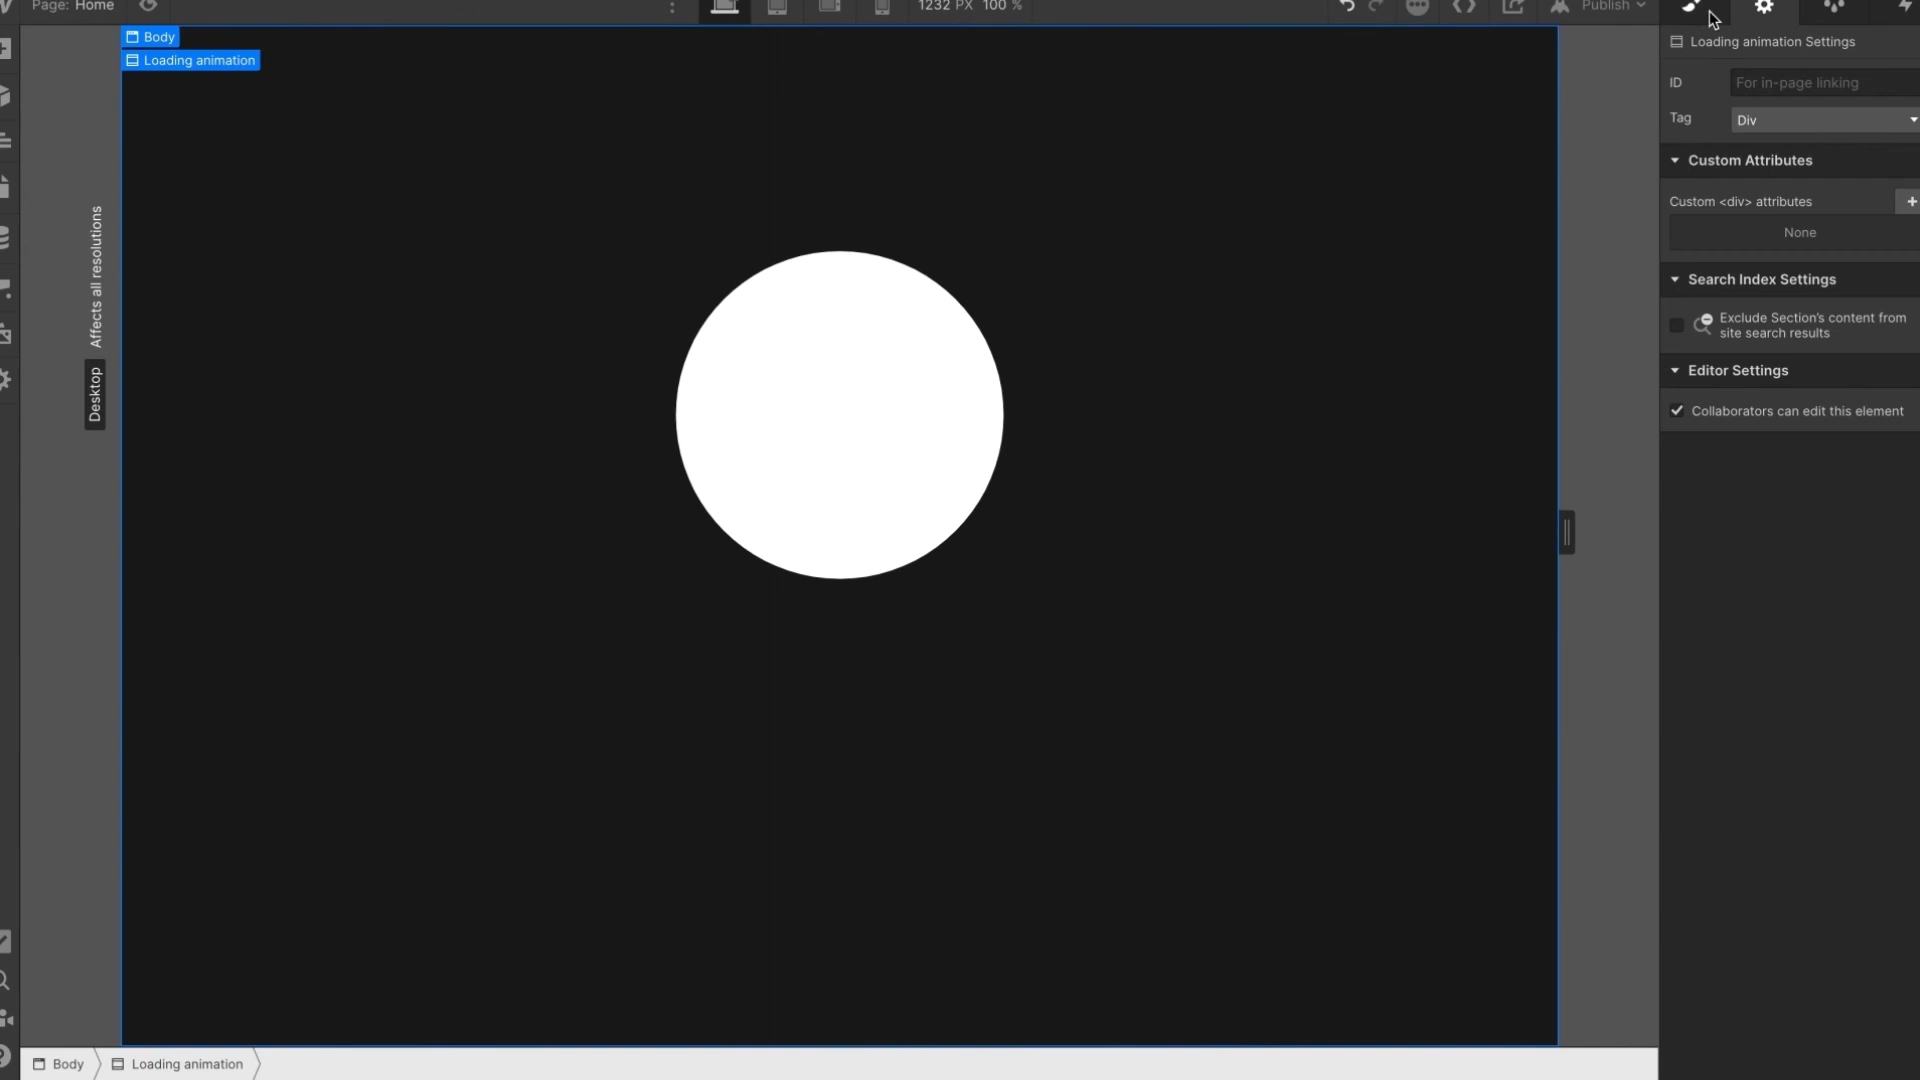 Page: Home
1232 PX 100 %
Publish
Body
Loading animation
Affects all resolutions
Desktop
Loading animation Settings
ID
For in-page linking
Tag
Div
Custom Attributes
Custom <div> attributes
None
Search Index Settings
Exclude Section's content from
site search results
Editor Settings
Collaborators can edit this element
Body
Loading animation